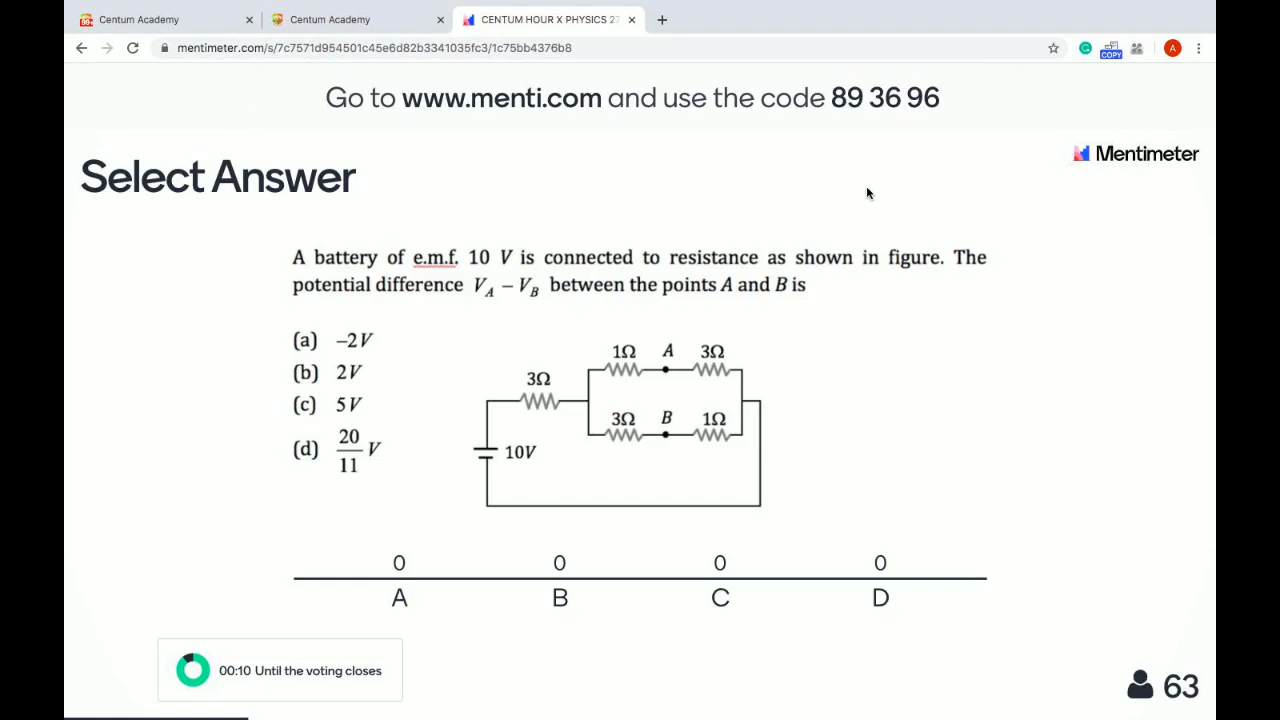 Centum Academy
Centum Academy
CENTUM HOUR X PHYSICS 27
mentimeter.com/s/7c7571d954501c45e6d82b3341035fc3/1c75bb4376b8
COPY
A
Go to www.menti.com and use the code 89 36 96
Mentimeter
Select Answer
A battery of e.m.f. 10 V is connected to resistance as shown in figure. The
potential difference V_A – V_B between the points A and B is
(a) –2V
(b) 2V
(c) 5V
(d) 20/11 V
1Ω A 3Ω
3Ω
3Ω B 1Ω
10V
0 0 0 0
A B C D
00:10 Until the voting closes
63